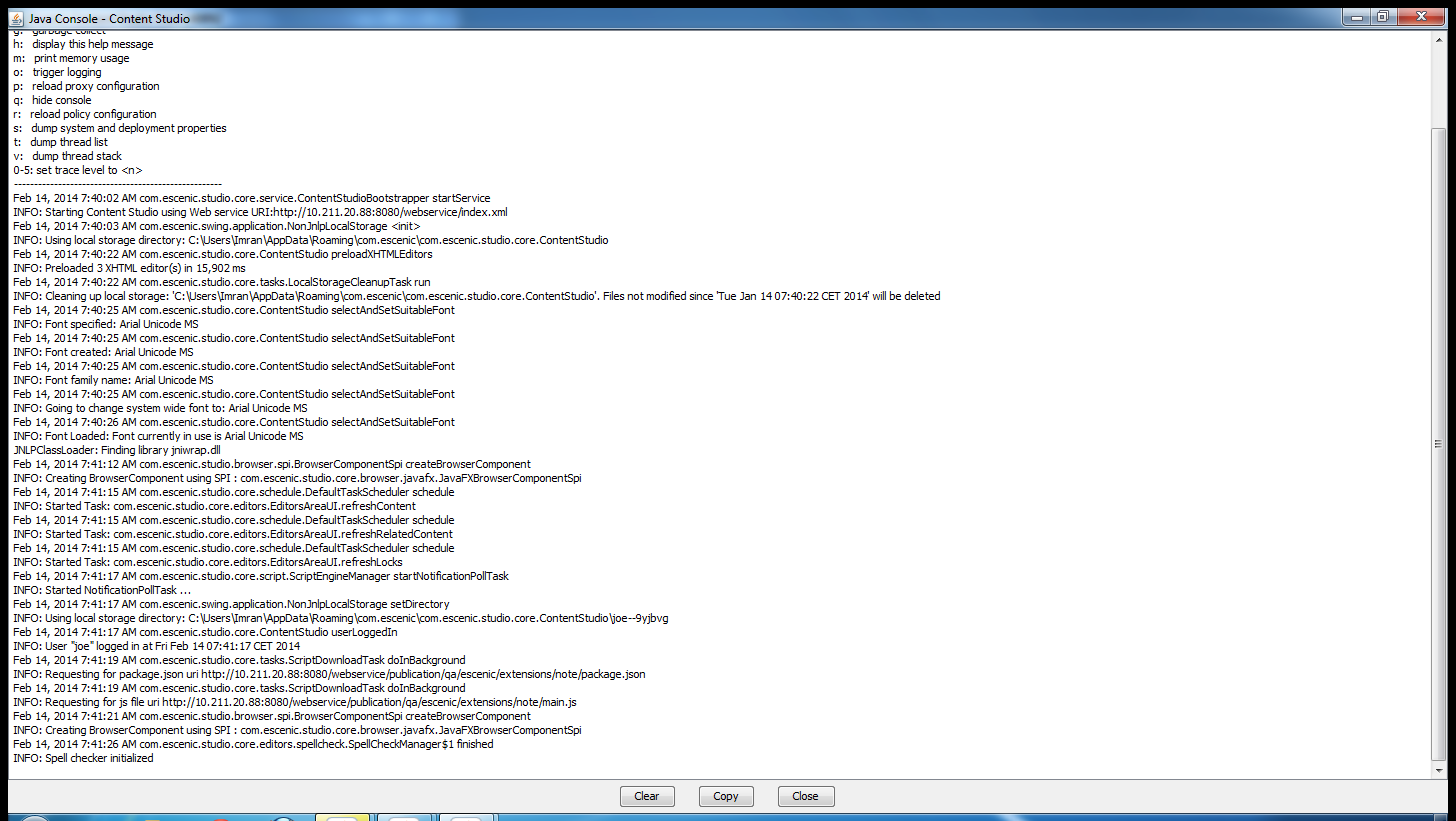 Java Console - Content Studio
g: garbage collect
h: display this help message
m: print memory usage
o: trigger logging
p: reload proxy configuration
q: hide console
r: reload policy configuration
s: dump system and deployment properties
t: dump thread list
v: dump thread stack
0-5: set trace level to <n>
----------------------------------------------------
Feb 14, 2014 7:40:02 AM com.escenic.studio.core.service.ContentStudioBootstrapper startService
INFO: Starting Content Studio using Web service URI:http://10.211.20.88:8080/webservice/index.xml
Feb 14, 2014 7:40:03 AM com.escenic.swing.application.NonJnlpLocalStorage <init>
INFO: Using local storage directory: C:\Users\Imran\AppData\Roaming\com.escenic\com.escenic.studio.core.ContentStudio
Feb 14, 2014 7:40:22 AM com.escenic.studio.core.ContentStudio preloadXHTMLEditors
INFO: Preloaded 3 XHTML editor(s) in 15,902 ms
Feb 14, 2014 7:40:22 AM com.escenic.studio.core.tasks.LocalStorageCleanupTask run
INFO: Cleaning up local storage: 'C:\Users\Imran\AppData\Roaming\com.escenic\com.escenic.studio.core.ContentStudio'. Files not modified since 'Tue Jan 14 07:40:22 CET 2014' will be deleted
Feb 14, 2014 7:40:25 AM com.escenic.studio.core.ContentStudio selectAndSetSuitableFont
INFO: Font specified: Arial Unicode MS
Feb 14, 2014 7:40:25 AM com.escenic.studio.core.ContentStudio selectAndSetSuitableFont
INFO: Font created: Arial Unicode MS
Feb 14, 2014 7:40:25 AM com.escenic.studio.core.ContentStudio selectAndSetSuitableFont
INFO: Font family name: Arial Unicode MS
Feb 14, 2014 7:40:25 AM com.escenic.studio.core.ContentStudio selectAndSetSuitableFont
INFO: Going to change system wide font to: Arial Unicode MS
Feb 14, 2014 7:40:26 AM com.escenic.studio.core.ContentStudio selectAndSetSuitableFont
INFO: Font Loaded: Font currently in use is Arial Unicode MS
JNLPClassLoader: Finding library jniwrap.dll
Feb 14, 2014 7:41:12 AM com.escenic.studio.browser.spi.BrowserComponentSpi createBrowserComponent
INFO: Creating BrowserComponent using SPI : com.escenic.studio.core.browser.javafx.JavaFXBrowserComponentSpi
Feb 14, 2014 7:41:15 AM com.escenic.studio.core.schedule.DefaultTaskScheduler schedule
INFO: Started Task: com.escenic.studio.core.editors.EditorsAreaUI.refreshContent
Feb 14, 2014 7:41:15 AM com.escenic.studio.core.schedule.DefaultTaskScheduler schedule
INFO: Started Task: com.escenic.studio.core.editors.EditorsAreaUI.refreshRelatedContent
Feb 14, 2014 7:41:15 AM com.escenic.studio.core.schedule.DefaultTaskScheduler schedule
INFO: Started Task: com.escenic.studio.core.editors.EditorsAreaUI.refreshLocks
Feb 14, 2014 7:41:17 AM com.escenic.studio.core.script.ScriptEngineManager startNotificationPollTask
INFO: Started NotificationPollTask ...
Feb 14, 2014 7:41:17 AM com.escenic.swing.application.NonJnlpLocalStorage setDirectory
INFO: Using local storage directory: C:\Users\Imran\AppData\Roaming\com.escenic\com.escenic.studio.core.ContentStudio\joe--9yjbvg
Feb 14, 2014 7:41:17 AM com.escenic.studio.core.ContentStudio userLoggedIn
INFO: User "joe" logged in at Fri Feb 14 07:41:17 CET 2014
Feb 14, 2014 7:41:19 AM com.escenic.studio.core.tasks.ScriptDownloadTask doInBackground
INFO: Requesting for package.json uri http://10.211.20.88:8080/webservice/publication/qa/escenic/extensions/note/package.json
Feb 14, 2014 7:41:19 AM com.escenic.studio.core.tasks.ScriptDownloadTask doInBackground
INFO: Requesting for js file uri http://10.211.20.88:8080/webservice/publication/qa/escenic/extensions/note/main.js
Feb 14, 2014 7:41:21 AM com.escenic.studio.browser.spi.BrowserComponentSpi createBrowserComponent
INFO: Creating BrowserComponent using SPI : com.escenic.studio.core.browser.javafx.JavaFXBrowserComponentSpi
Feb 14, 2014 7:41:26 AM com.escenic.studio.core.editors.spellcheck.SpellCheckManager$1 finished
INFO: Spell checker initialized
Clear Copy Close